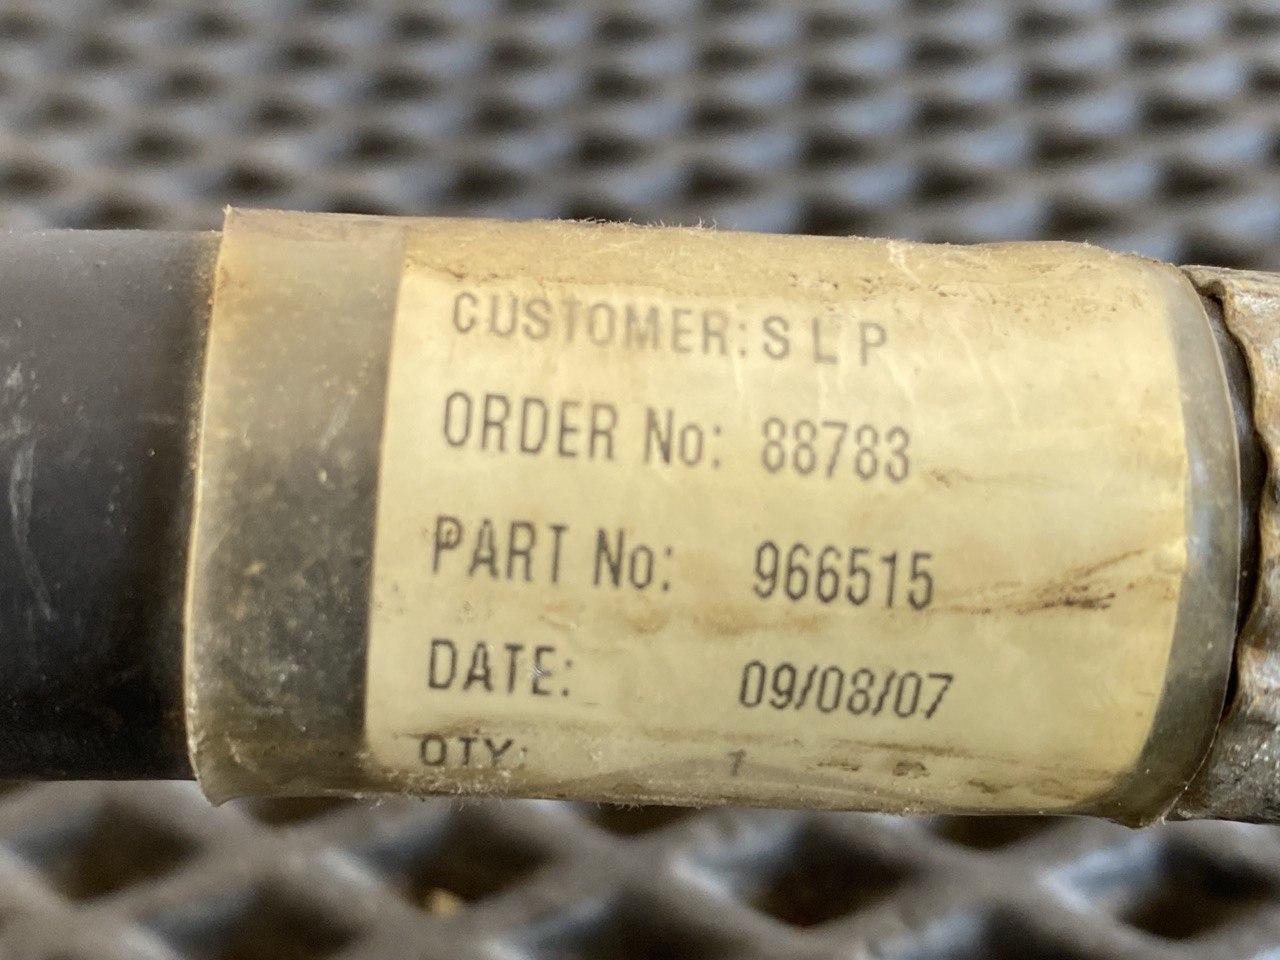 CUSTOMER: S L P
ORDER No: 88783
PART No: 966515
DATE: 09/08/07
QTY: 1